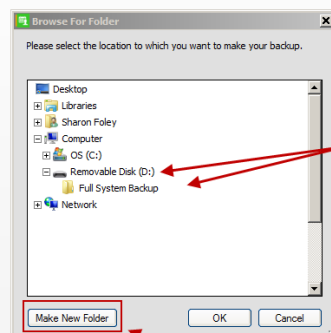 Browse For Folder
Please select the location to which you want to make your backup.
Desktop
Libraries
Sharon Foley
Computer
OS (C:)
Removable Disk (D:)
Full System Backup
Network
Make New Folder
OK
Cancel